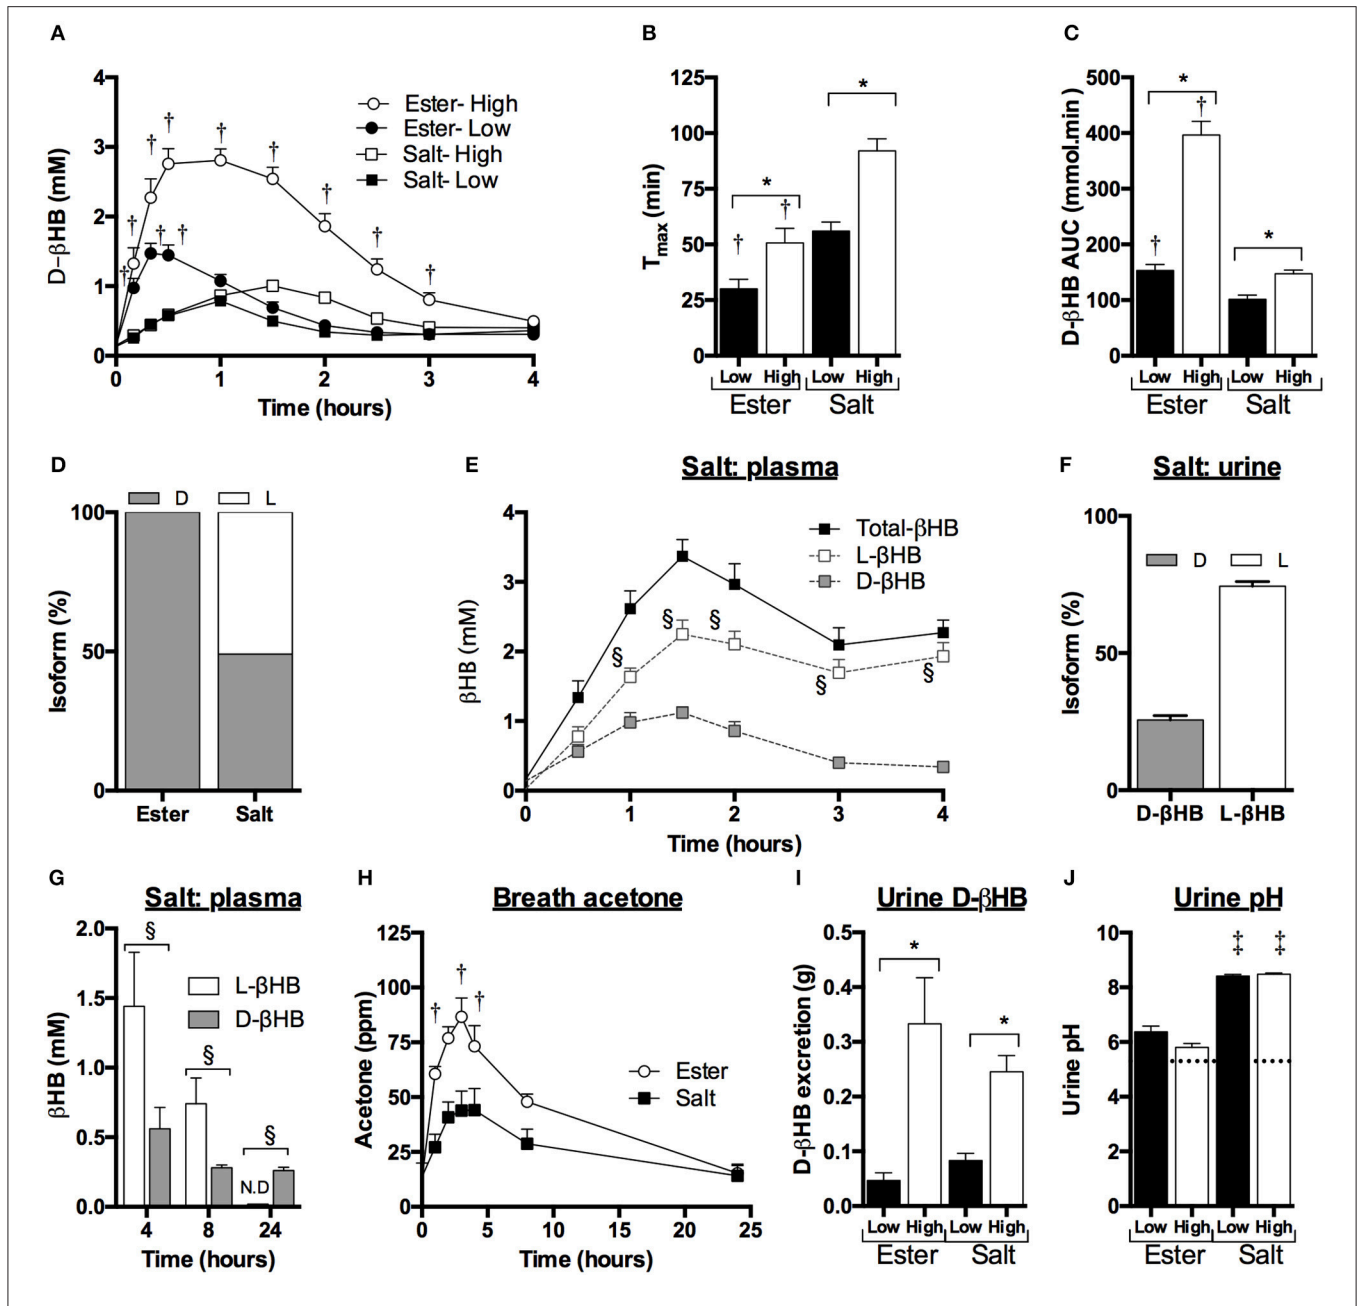 A
D-βHB (mM)
4
3
2
1
0
Ester- High
Ester- Low
Salt- High
Salt- Low
† † † † † † † † †
† † †
0 1 2 3 4
Time (hours)
B
Tmax (min)
125
100
75
50
25
0
*
*
† †
Low High Low High
Ester Salt
C
D-βHB AUC (mmol.min)
500
400
300
200
100
0
*
†
†
*
Low High Low High
Ester Salt
D
D L
Isoform (%)
100
50
0
Ester Salt
E
Salt: plasma
βHB (mM)
4
3
2
1
0
Total-βHB
L-βHB
D-βHB
§ § § § §
0 1 2 3 4
Time (hours)
F
Salt: urine
Isoform (%)
100
50
0
D L
D-βHB L-βHB
G
Salt: plasma
βHB (mM)
2.0
1.5
1.0
0.5
0.0
L-βHB
D-βHB
§
§
§
N.D
4 8 24
Time (hours)
H
Breath acetone
Acetone (ppm)
125
100
75
50
25
0
† † †
Ester
Salt
0 5 10 15 20 25
Time (hours)
I
Urine D-βHB
D-βHB excretion (g)
0.5
0.4
0.3
0.2
0.1
0.0
*
*
Low High Low High
Ester Salt
J
Urine pH
Urine pH
10
8
6
4
2
0
‡ ‡
Low High Low High
Ester Salt